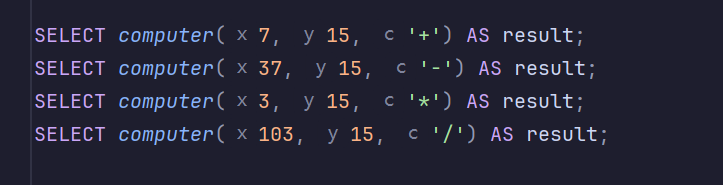 SELECT computer( x 7, y 15, c '+') AS result;
SELECT computer( x 37, y 15, c '-') AS result;
SELECT computer( x 3, y 15, c '*') AS result;
SELECT computer( x 103, y 15, c '/') AS result;